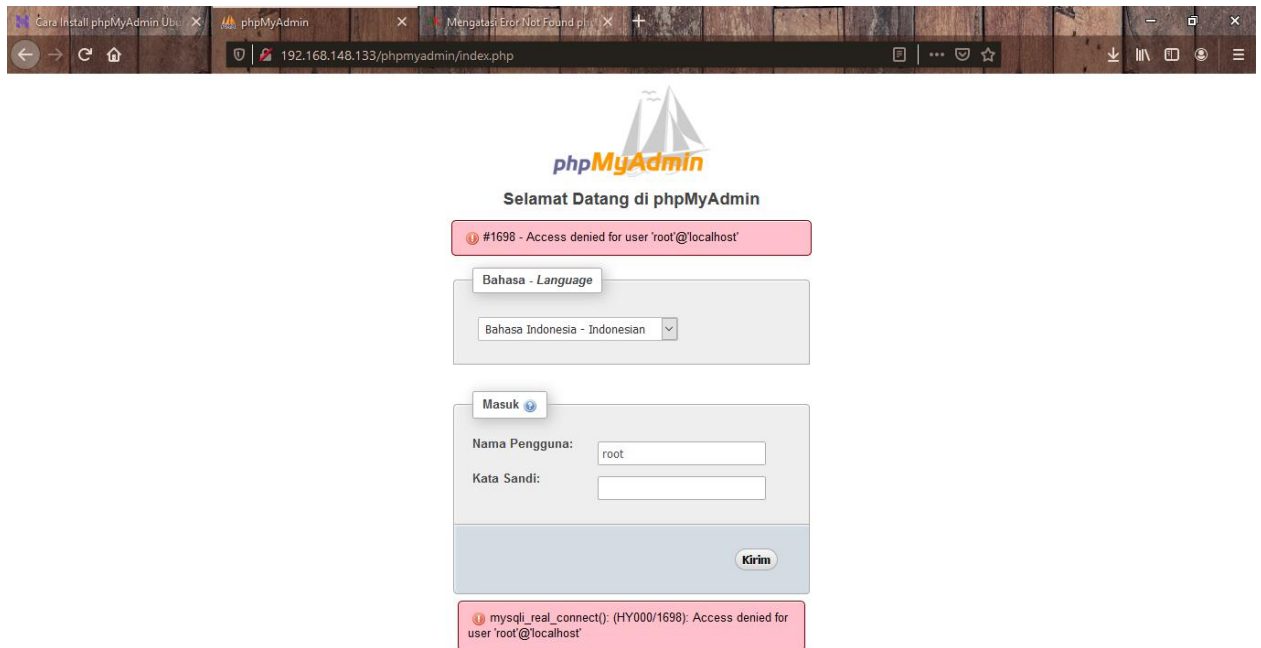 Cara Install phpMyAdmin Ubu
phpMyAdmin
Mengatasi Eror Not Found ph
192.168.148.133/phpmyadmin/index.php
phpMyAdmin
Selamat Datang di phpMyAdmin
#1698 - Access denied for user 'root'@'localhost'
Bahasa - Language
Bahasa Indonesia - Indonesian
Masuk
Nama Pengguna:
root
Kata Sandi:
Kirim
mysqli_real_connect(): (HY000/1698): Access denied for
user 'root'@'localhost'